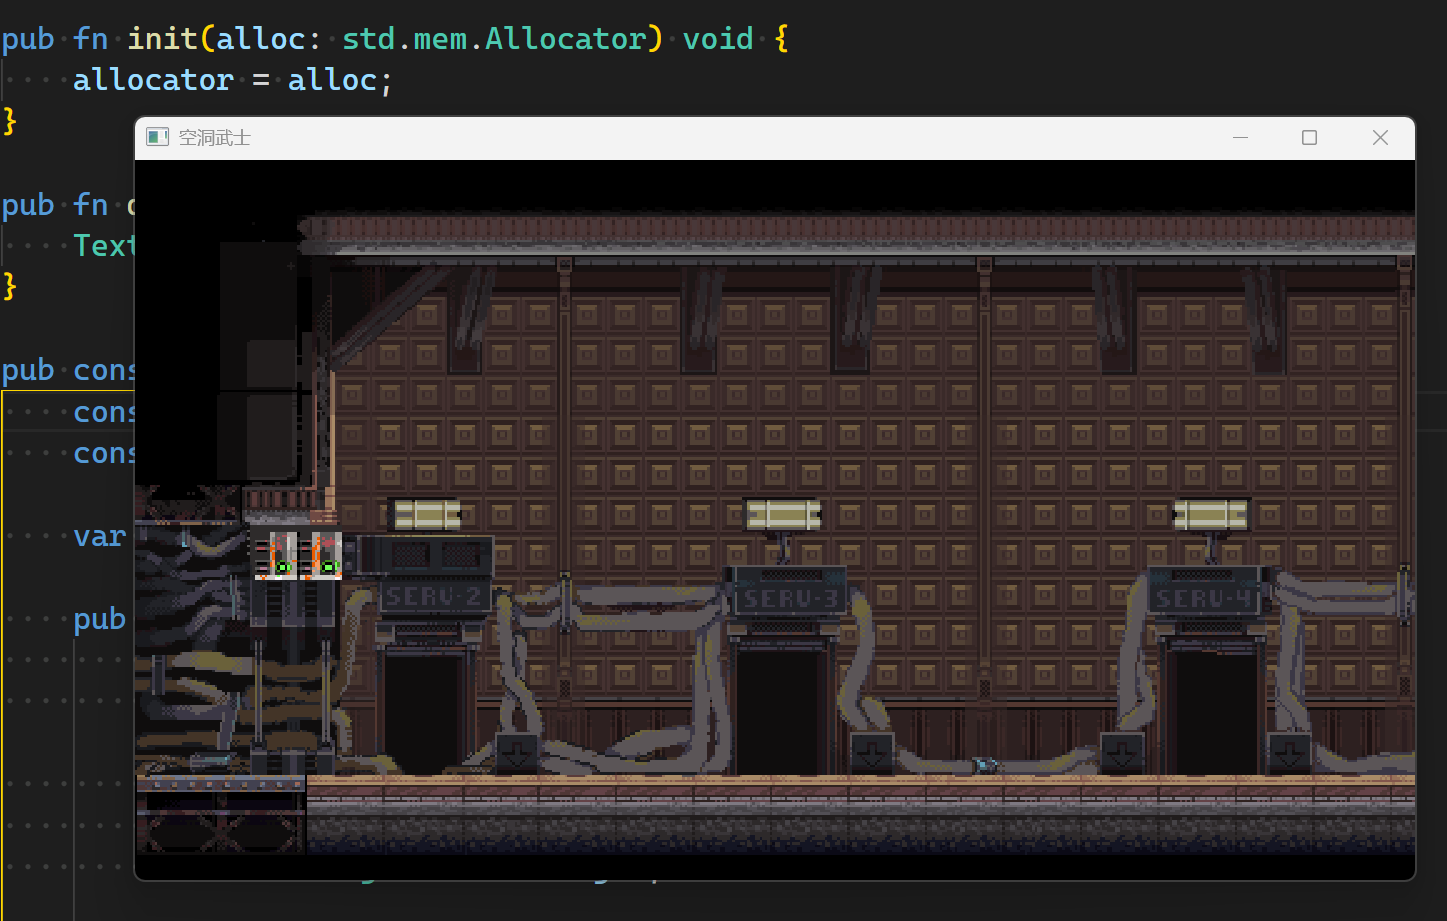 pub fn init(alloc: std.mem.Allocator) void {
allocator = alloc;
}
空洞武士
pub fn
Text
}
pub cons
cons
cons
var
pub
SERV-2
SERV-3
SERV-4